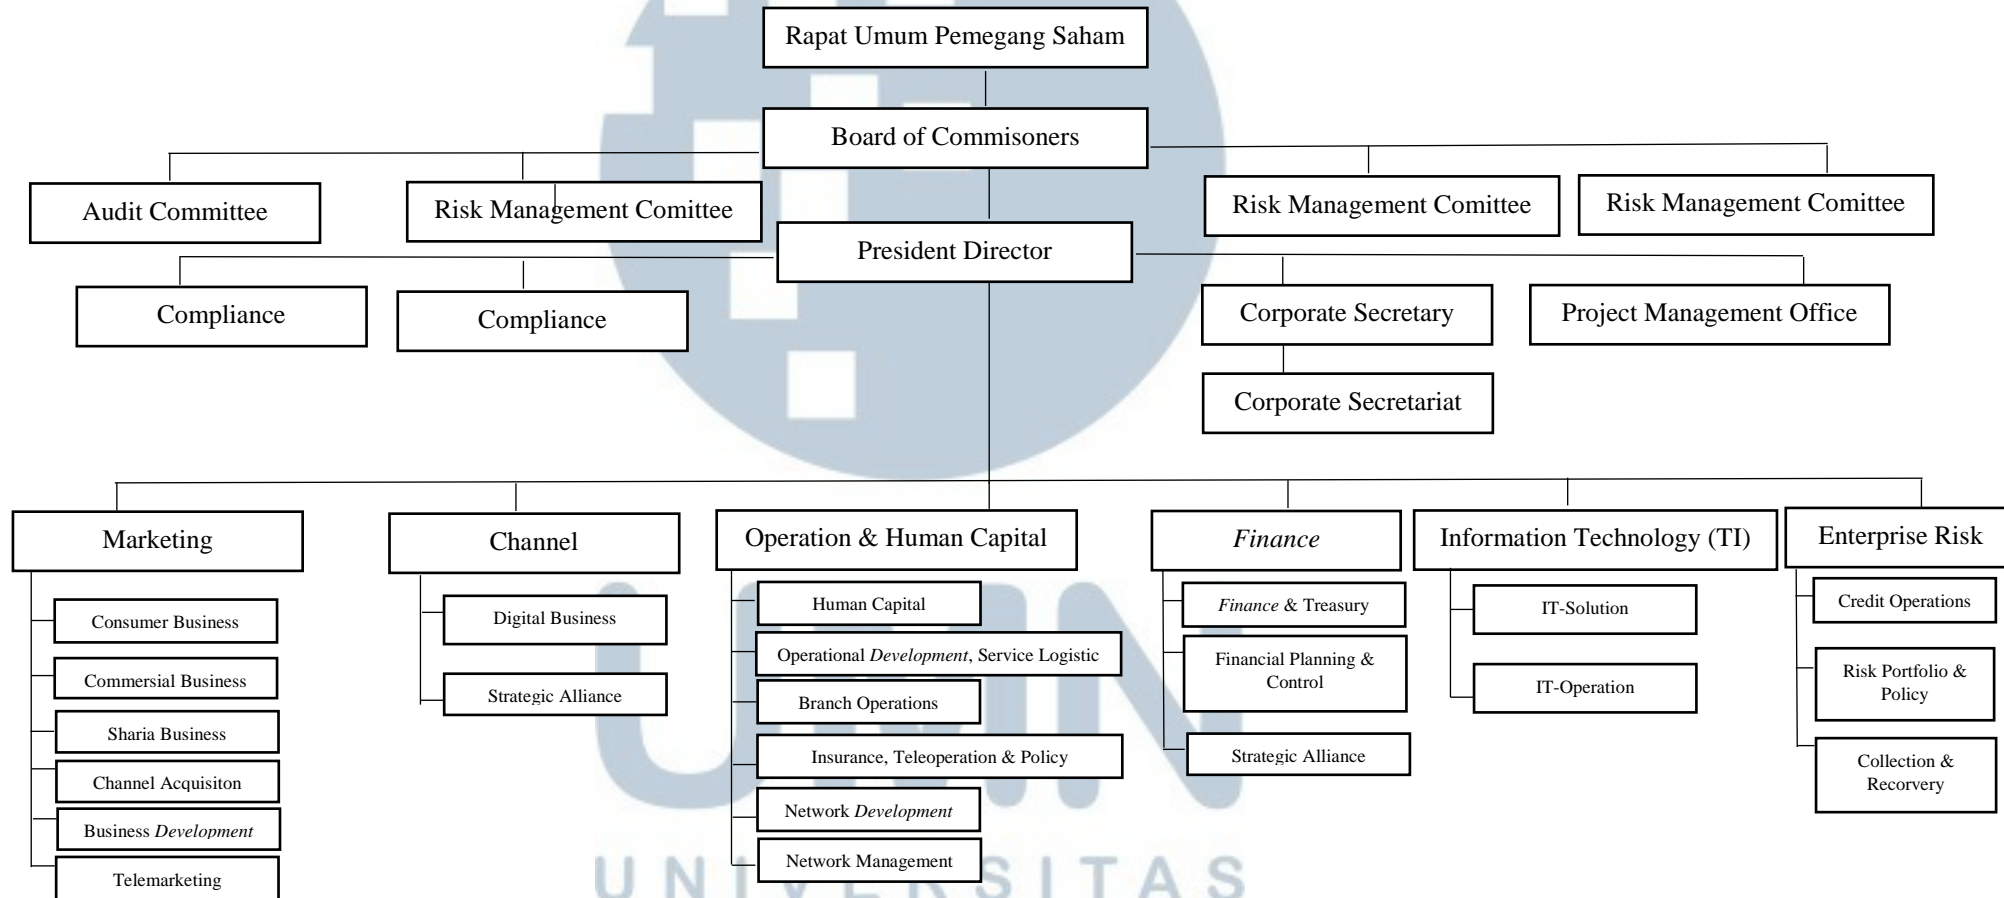 Rapat Umum Pemegang Saham
Board of Commisoners
Audit Committee
Risk Management Comittee
Risk Management Comittee
Risk Management Comittee
President Director
Compliance
Compliance
Corporate Secretary
Project Management Office
Corporate Secretariat
Marketing
Channel
Operation & Human Capital
Finance
Information Technology (TI)
Enterprise Risk
Consumer Business
Commersial Business
Sharia Business
Channel Acquisiton
Business Development
Telemarketing
Digital Business
Strategic Alliance
Human Capital
Operational Development, Service Logistic
Branch Operations
Insurance, Teleoperation & Policy
Network Development
Network Management
Finance & Treasury
Financial Planning &
Control
Strategic Alliance
IT-Solution
IT-Operation
Credit Operations
Risk Portfolio &
Policy
Collection &
Recorvery
UMN
UNIVERSITAS